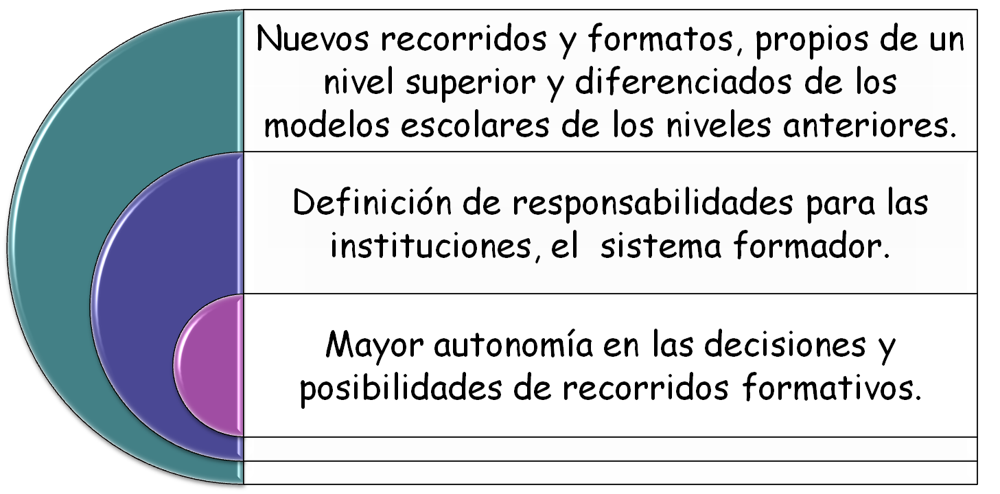 Nuevos recorridos y formatos, propios de un
nivel superior y diferenciados de los
modelos escolares de los niveles anteriores.
Definición de responsabilidades para las
instituciones, el  sistema formador.
Mayor autonomía en las decisiones y
posibilidades de recorridos formativos.